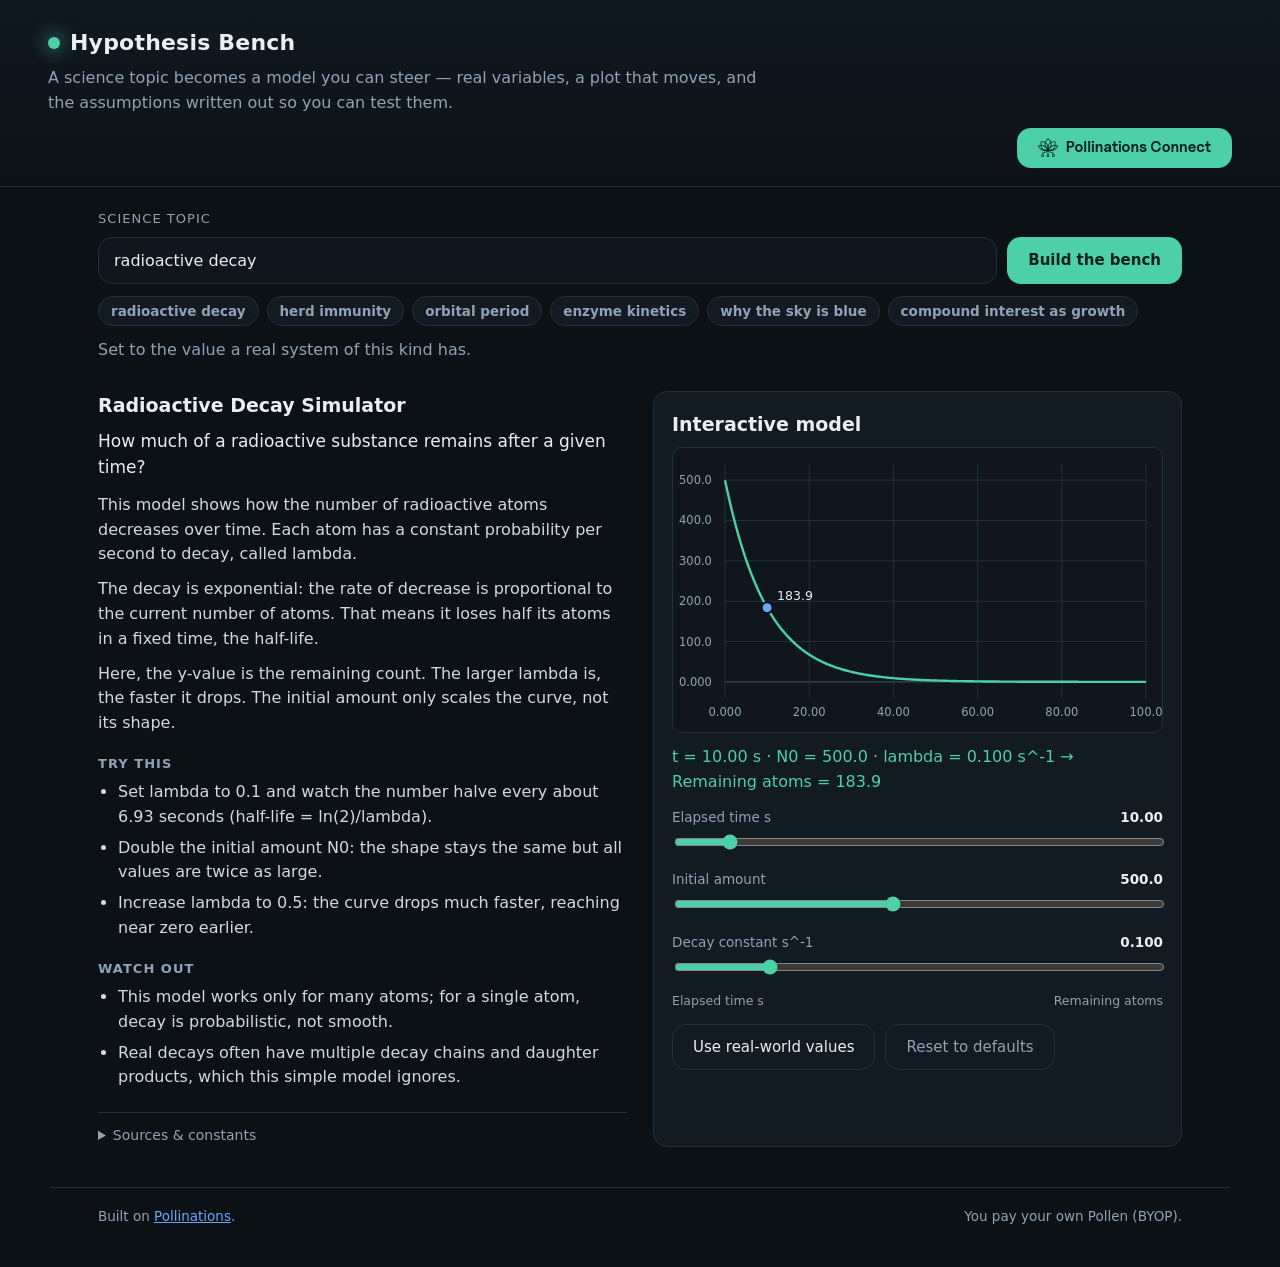 Hypothesis Bench
A science topic becomes a model you can steer — real variables, a plot that moves, and
the assumptions written out so you can test them.
Pollinations Connect
SCIENCE TOPIC
radioactive decay
Build the bench
radioactive decay
herd immunity
orbital period
enzyme kinetics
why the sky is blue
compound interest as growth
Set to the value a real system of this kind has.
Radioactive Decay Simulator
How much of a radioactive substance remains after a given
time?
This model shows how the number of radioactive atoms
decreases over time. Each atom has a constant probability per
second to decay, called lambda.
The decay is exponential: the rate of decrease is proportional to
the current number of atoms. That means it loses half its atoms
in a fixed time, the half-life.
Here, the y-value is the remaining count. The larger lambda is,
the faster it drops. The initial amount only scales the curve, not
its shape.
TRY THIS
• Set lambda to 0.1 and watch the number halve every about
6.93 seconds (half-life = ln(2)/lambda).
• Double the initial amount N0: the shape stays the same but all
values are twice as large.
• Increase lambda to 0.5: the curve drops much faster, reaching
near zero earlier.
WATCH OUT
• This model works only for many atoms; for a single atom,
decay is probabilistic, not smooth.
• Real decays often have multiple decay chains and daughter
products, which this simple model ignores.
▶ Sources & constants
Interactive model
500.0
400.0
300.0
200.0
100.0
0.000
183.9
0.000 20.00 40.00 60.00 80.00 100.0
t = 10.00 s · N0 = 500.0 · lambda = 0.100 s^-1 →
Remaining atoms = 183.9
Elapsed time s 10.00
Initial amount 500.0
Decay constant s^-1 0.100
Elapsed time s Remaining atoms
Use real-world values
Reset to defaults
Built on Pollinations.
You pay your own Pollen (BYOP).